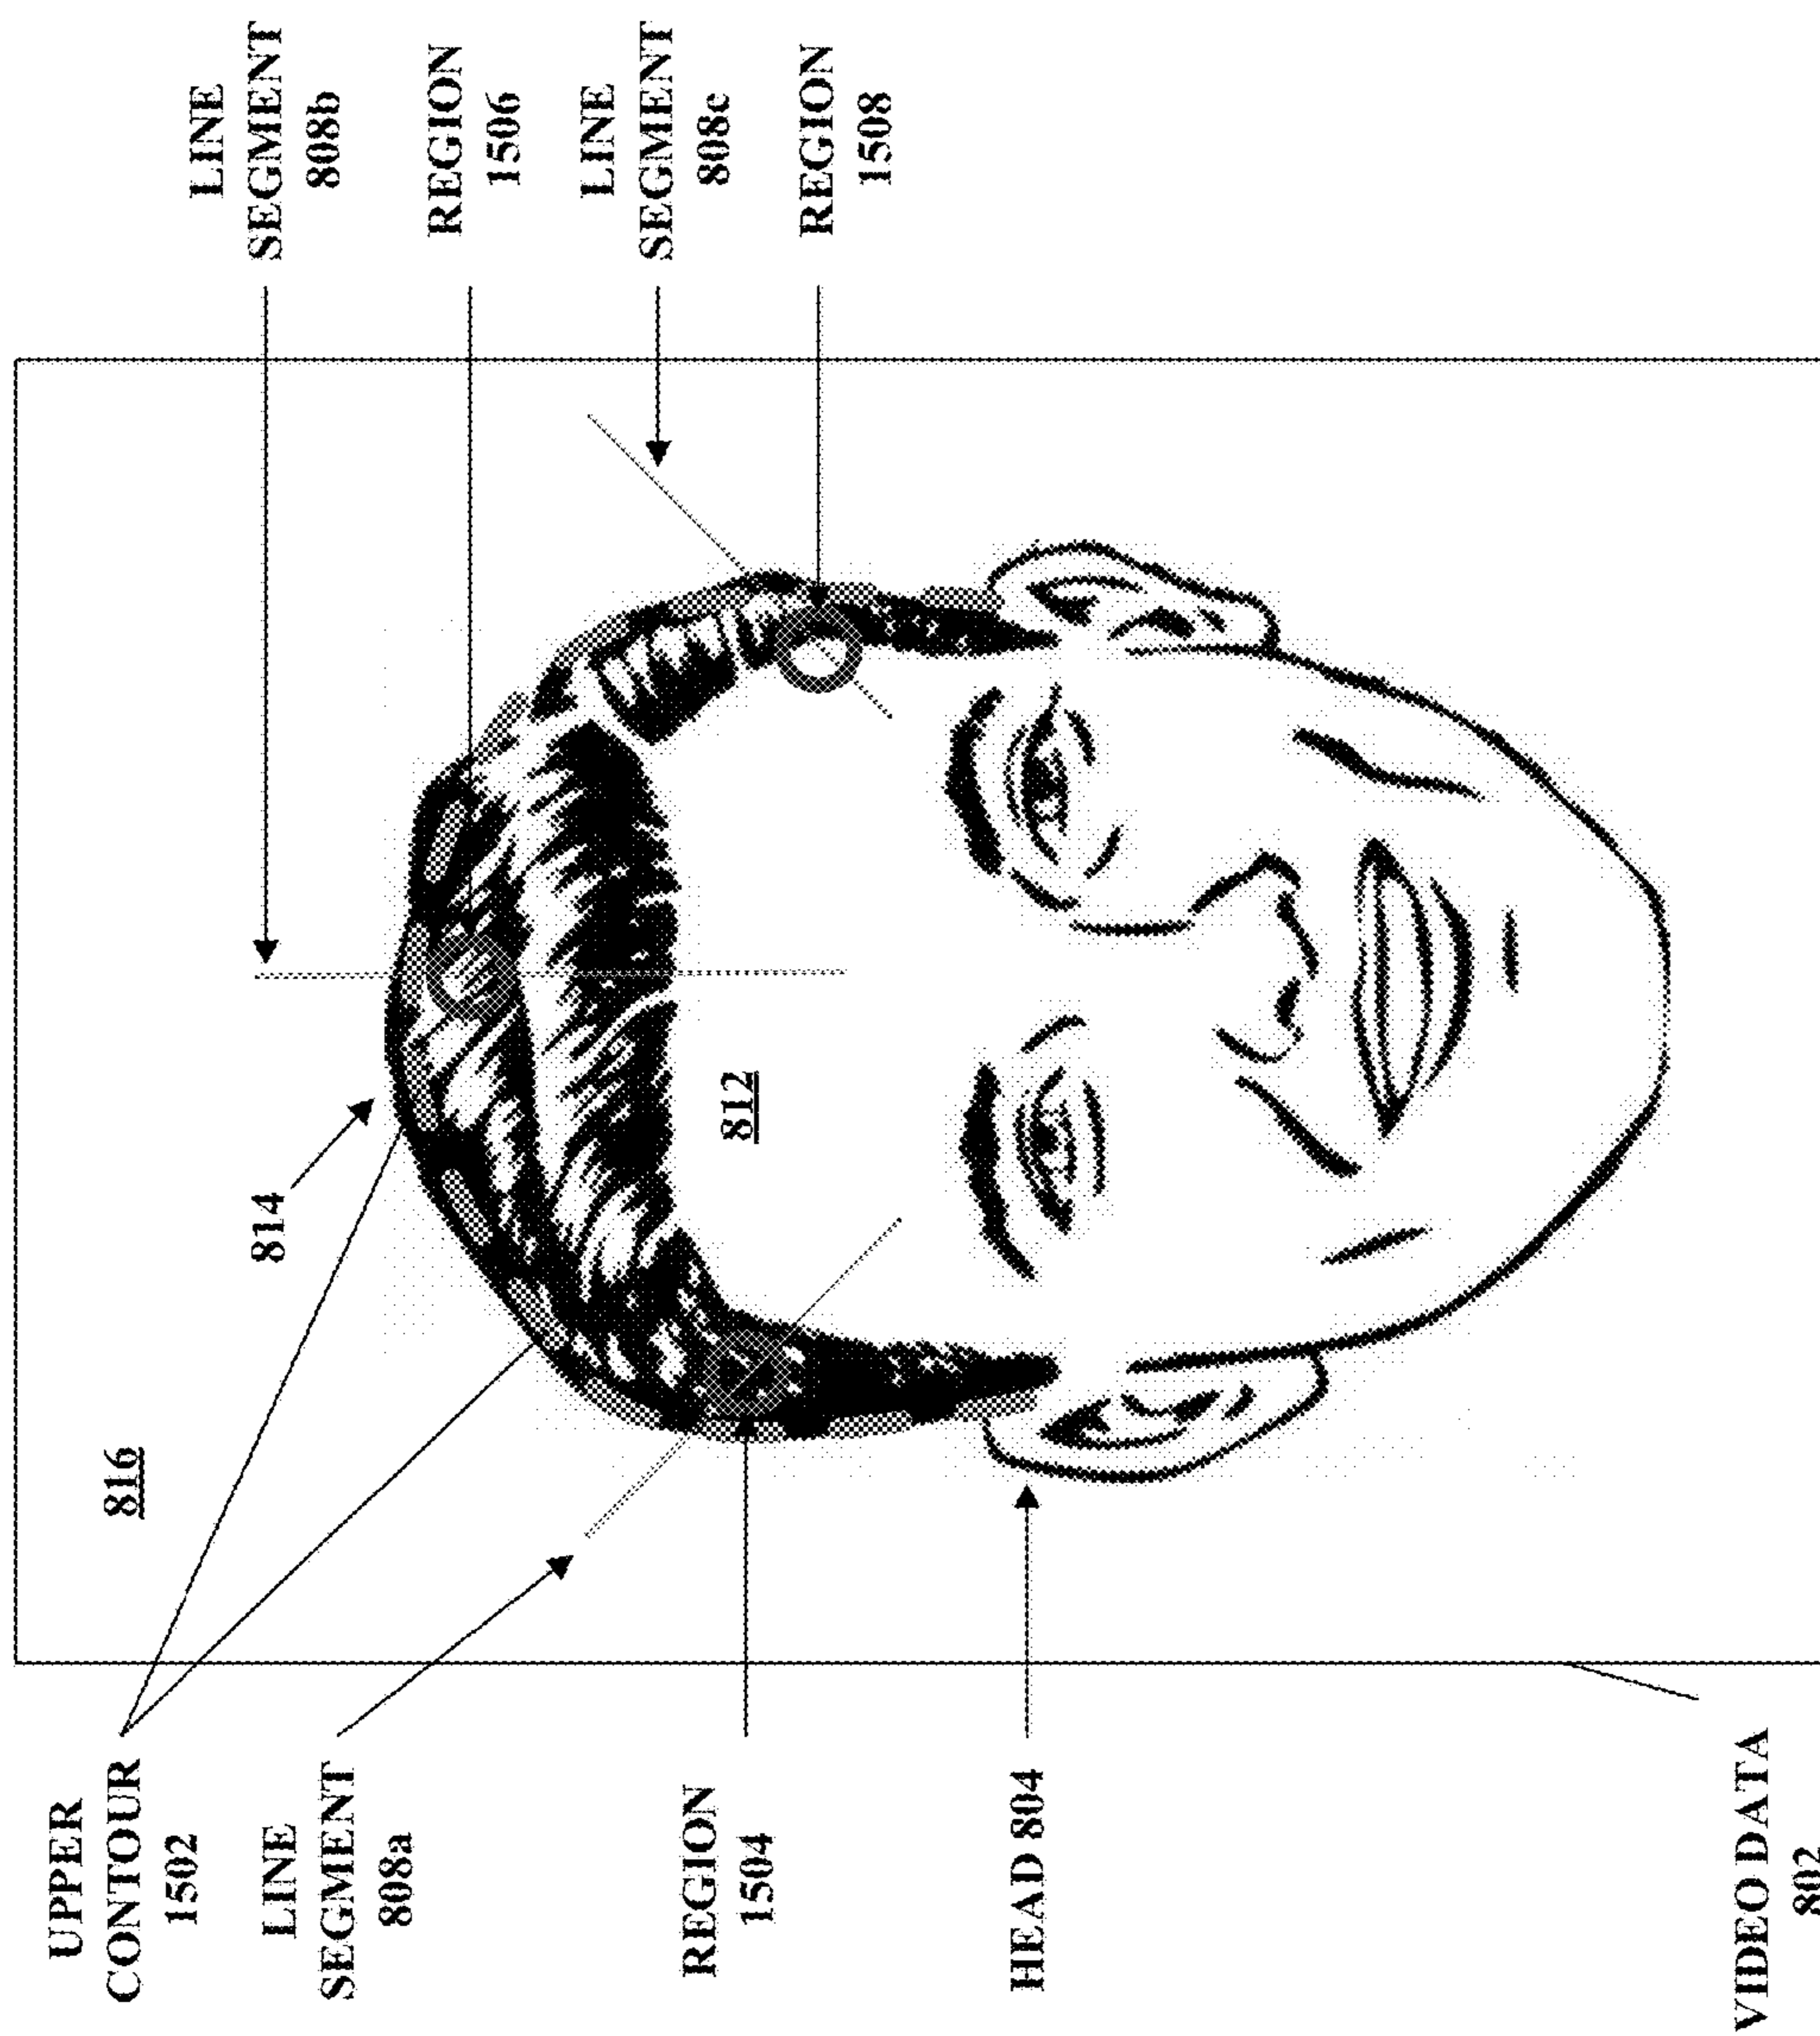 UPPER
CONTOUR
1502
LINE
SEGMENT
808a
REGION
1504
HEAD 804
VIDEO DATA
802
816
814
812
LINE
SEGMENT
808b
REGION
1506
LINE
SEGMENT
808c
REGION
1508